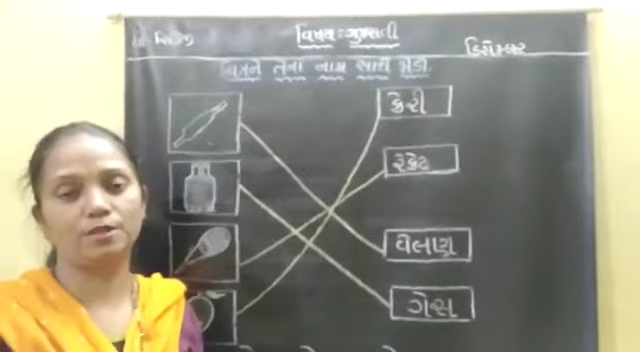 વિષય : ગુજરાતી
ડિસેમ્બર
ચિત્રને તેના નામ સાથે જોડો.
કેરી
રેકેટ
વેલણ
ગેસ